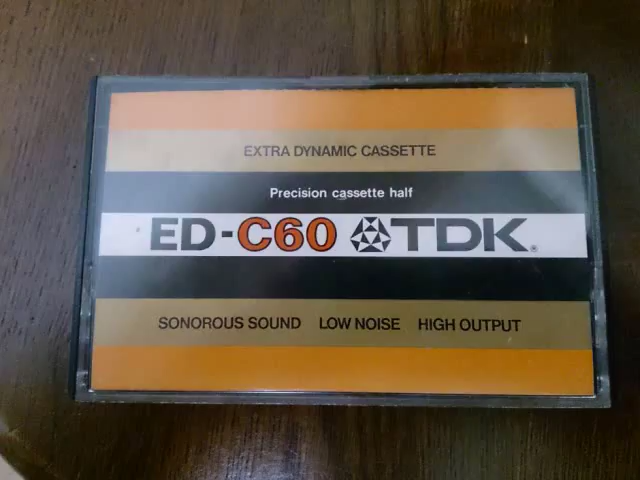 EXTRA DYNAMIC CASSETTE
Precision cassette half
ED-C60 TDK®
SONOROUS SOUND LOW NOISE HIGH OUTPUT